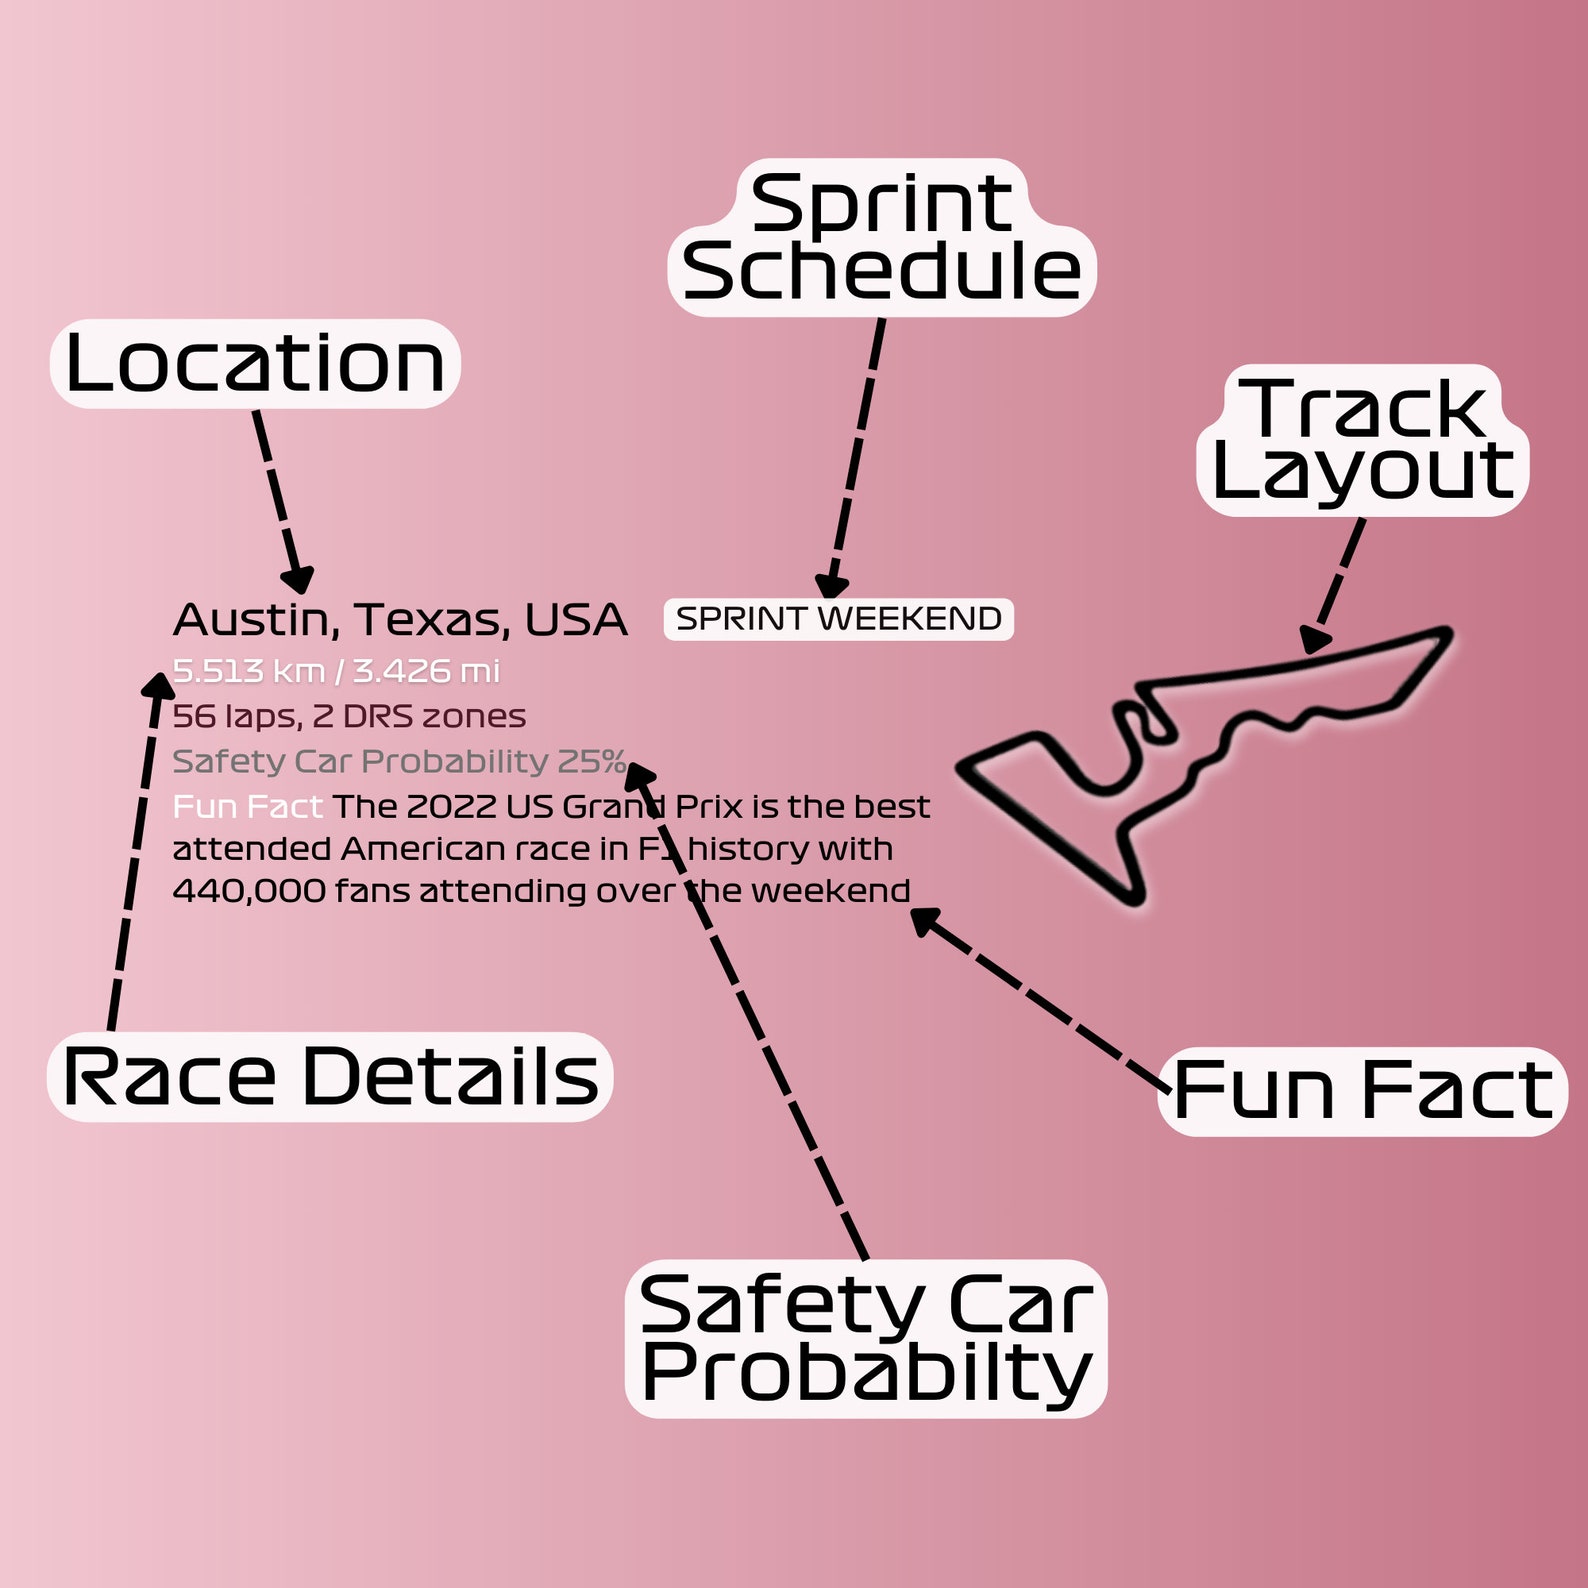 Sprint
Schedule
Location
Track
Layout
Austin, Texas, USA
SPRINT WEEKEND
5.513 km / 3.426 mi
56 laps, 2 DRS zones
Safety Car Probability 25%
Fun Fact The 2022 US Grand Prix is the best
attended American race in F1 history with
440,000 fans attending over the weekend
Race Details
Fun Fact
Safety Car
Probabilty